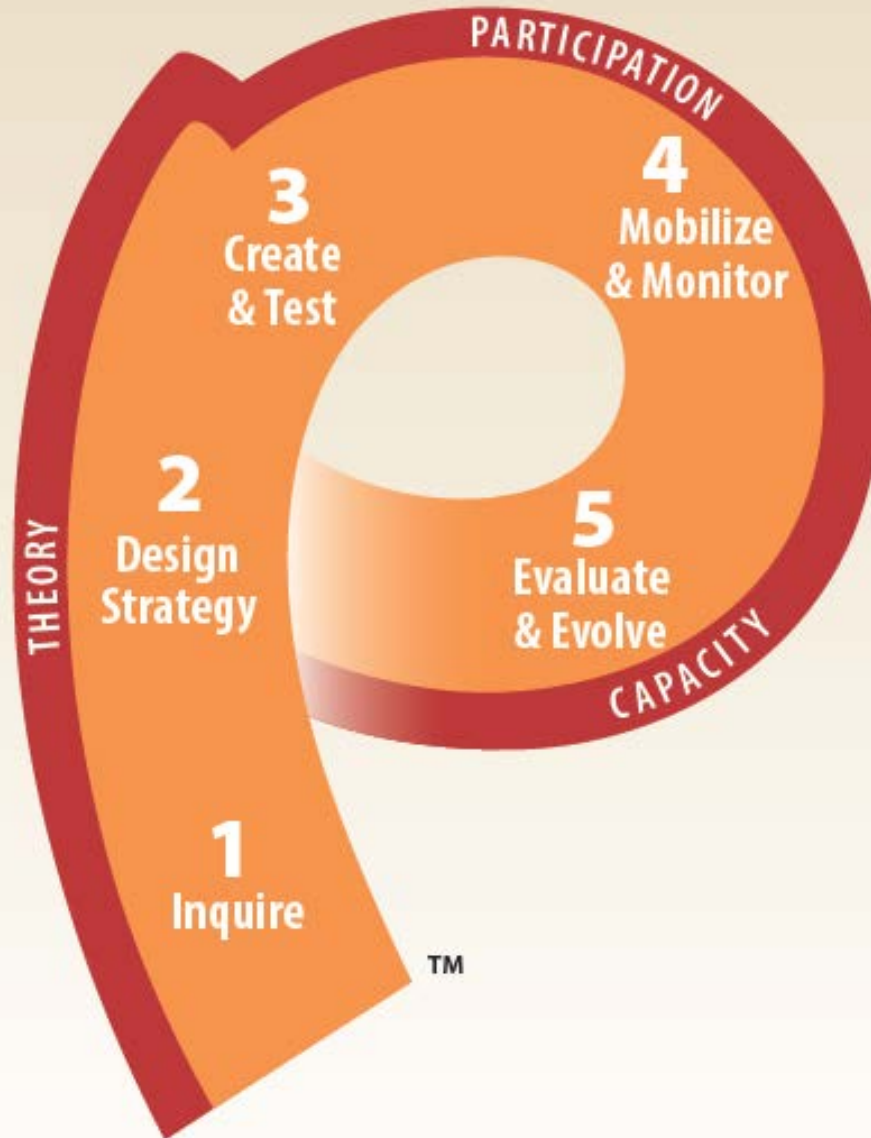 PARTICIPATION
4
Mobilize
& Monitor
3
Create
& Test
THEORY
2
Design
Strategy
5
Evaluate
& Evolve
CAPACITY
1
Inquire
TM